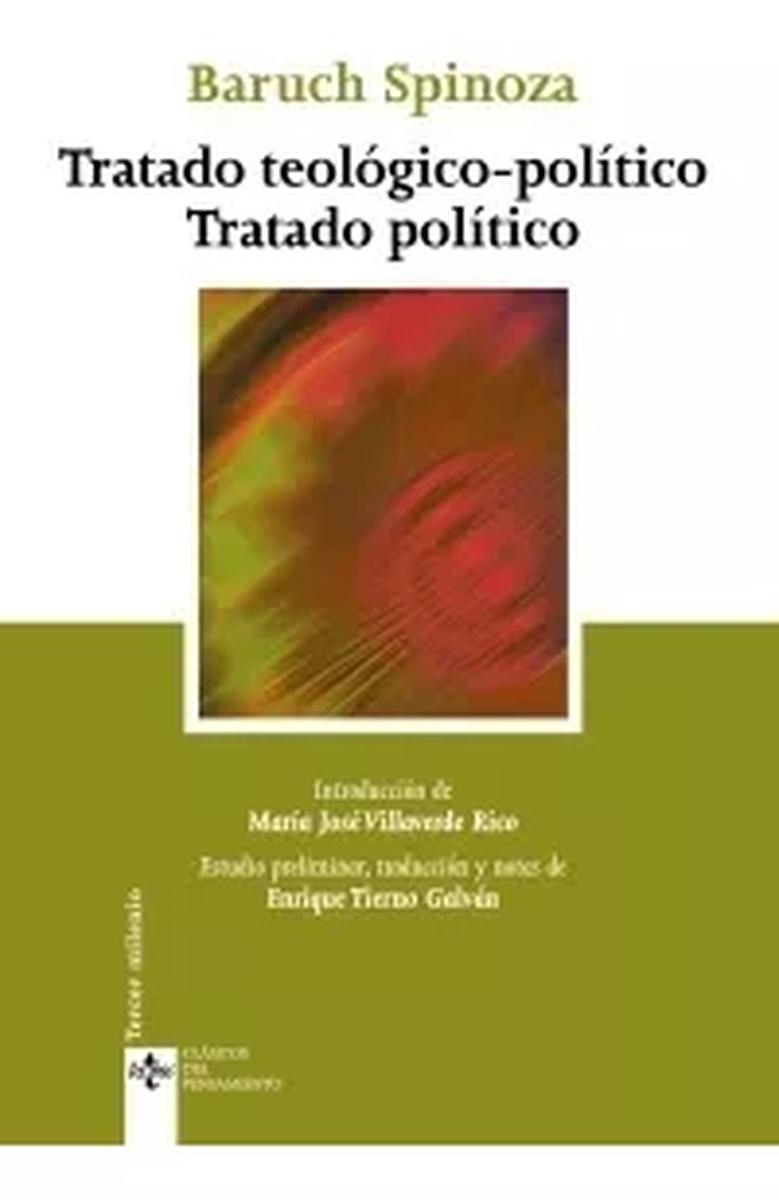 Baruch Spinoza
Tratado teológico-político
Tratado político
Introducción de
María José Villaverde Rico
Estudio preliminar, traducción y notas de
Enrique Tierno Galván
Tercer milenio
CLÁSICOS
DEL
PENSAMIENTO